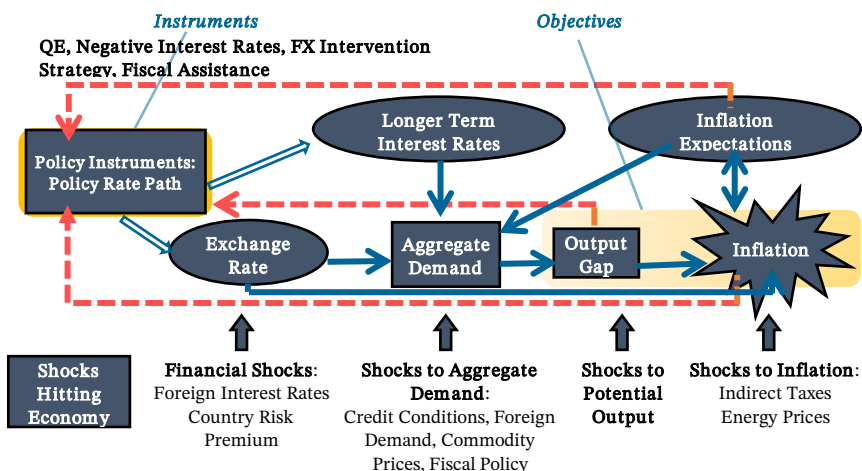 Instruments
Objectives
QE, Negative Interest Rates, FX Intervention
Strategy, Fiscal Assistance
Longer Term
Interest Rates
Inflation
Expectations
Policy Instruments:
Policy Rate Path
Exchange
Rate
Aggregate
Demand
Output
Gap
Inflation
Shocks
Hitting
Economy
Financial Shocks:
Foreign Interest Rates
Country Risk
Premium
Shocks to Aggregate
Demand:
Credit Conditions, Foreign
Demand, Commodity
Prices, Fiscal Policy
Shocks to
Potential
Output
Shocks to Inflation:
Indirect Taxes
Energy Prices